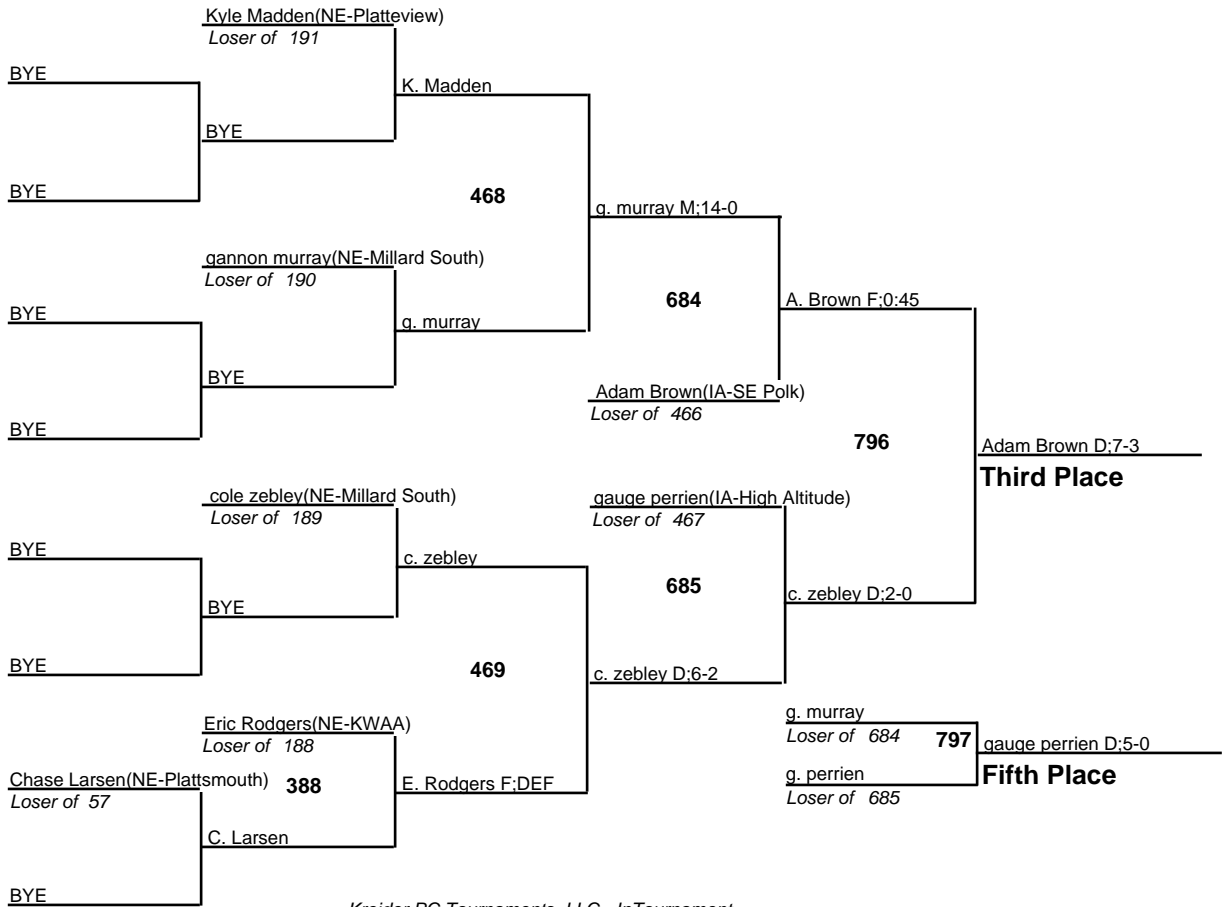 Kyle Madden(NE-Platteview)
Loser of 191
BYE
K. Madden
BYE
BYE
468
g. murray M;14-0
gannon murray(NE-Millard South)
Loser of 190
684
A. Brown F;0:45
BYE
g. murray
BYE
Adam Brown(IA-SE Polk)
Loser of 466
BYE
796
Adam Brown D;7-3
Third Place
cole zebley(NE-Millard South)
Loser of 189
gauge perrien(IA-High Altitude)
Loser of 467
BYE
c. zebley
685
c. zebley D;2-0
BYE
BYE
469
c. zebley D;6-2
Eric Rodgers(NE-KWAA)
Loser of 188
g. murray
Loser of 684
797
gauge perrien D;5-0
Fifth Place
Chase Larsen(NE-Plattsmouth)
Loser of 57
388
E. Rodgers F;DEF
g. perrien
Loser of 685
C. Larsen
BYE